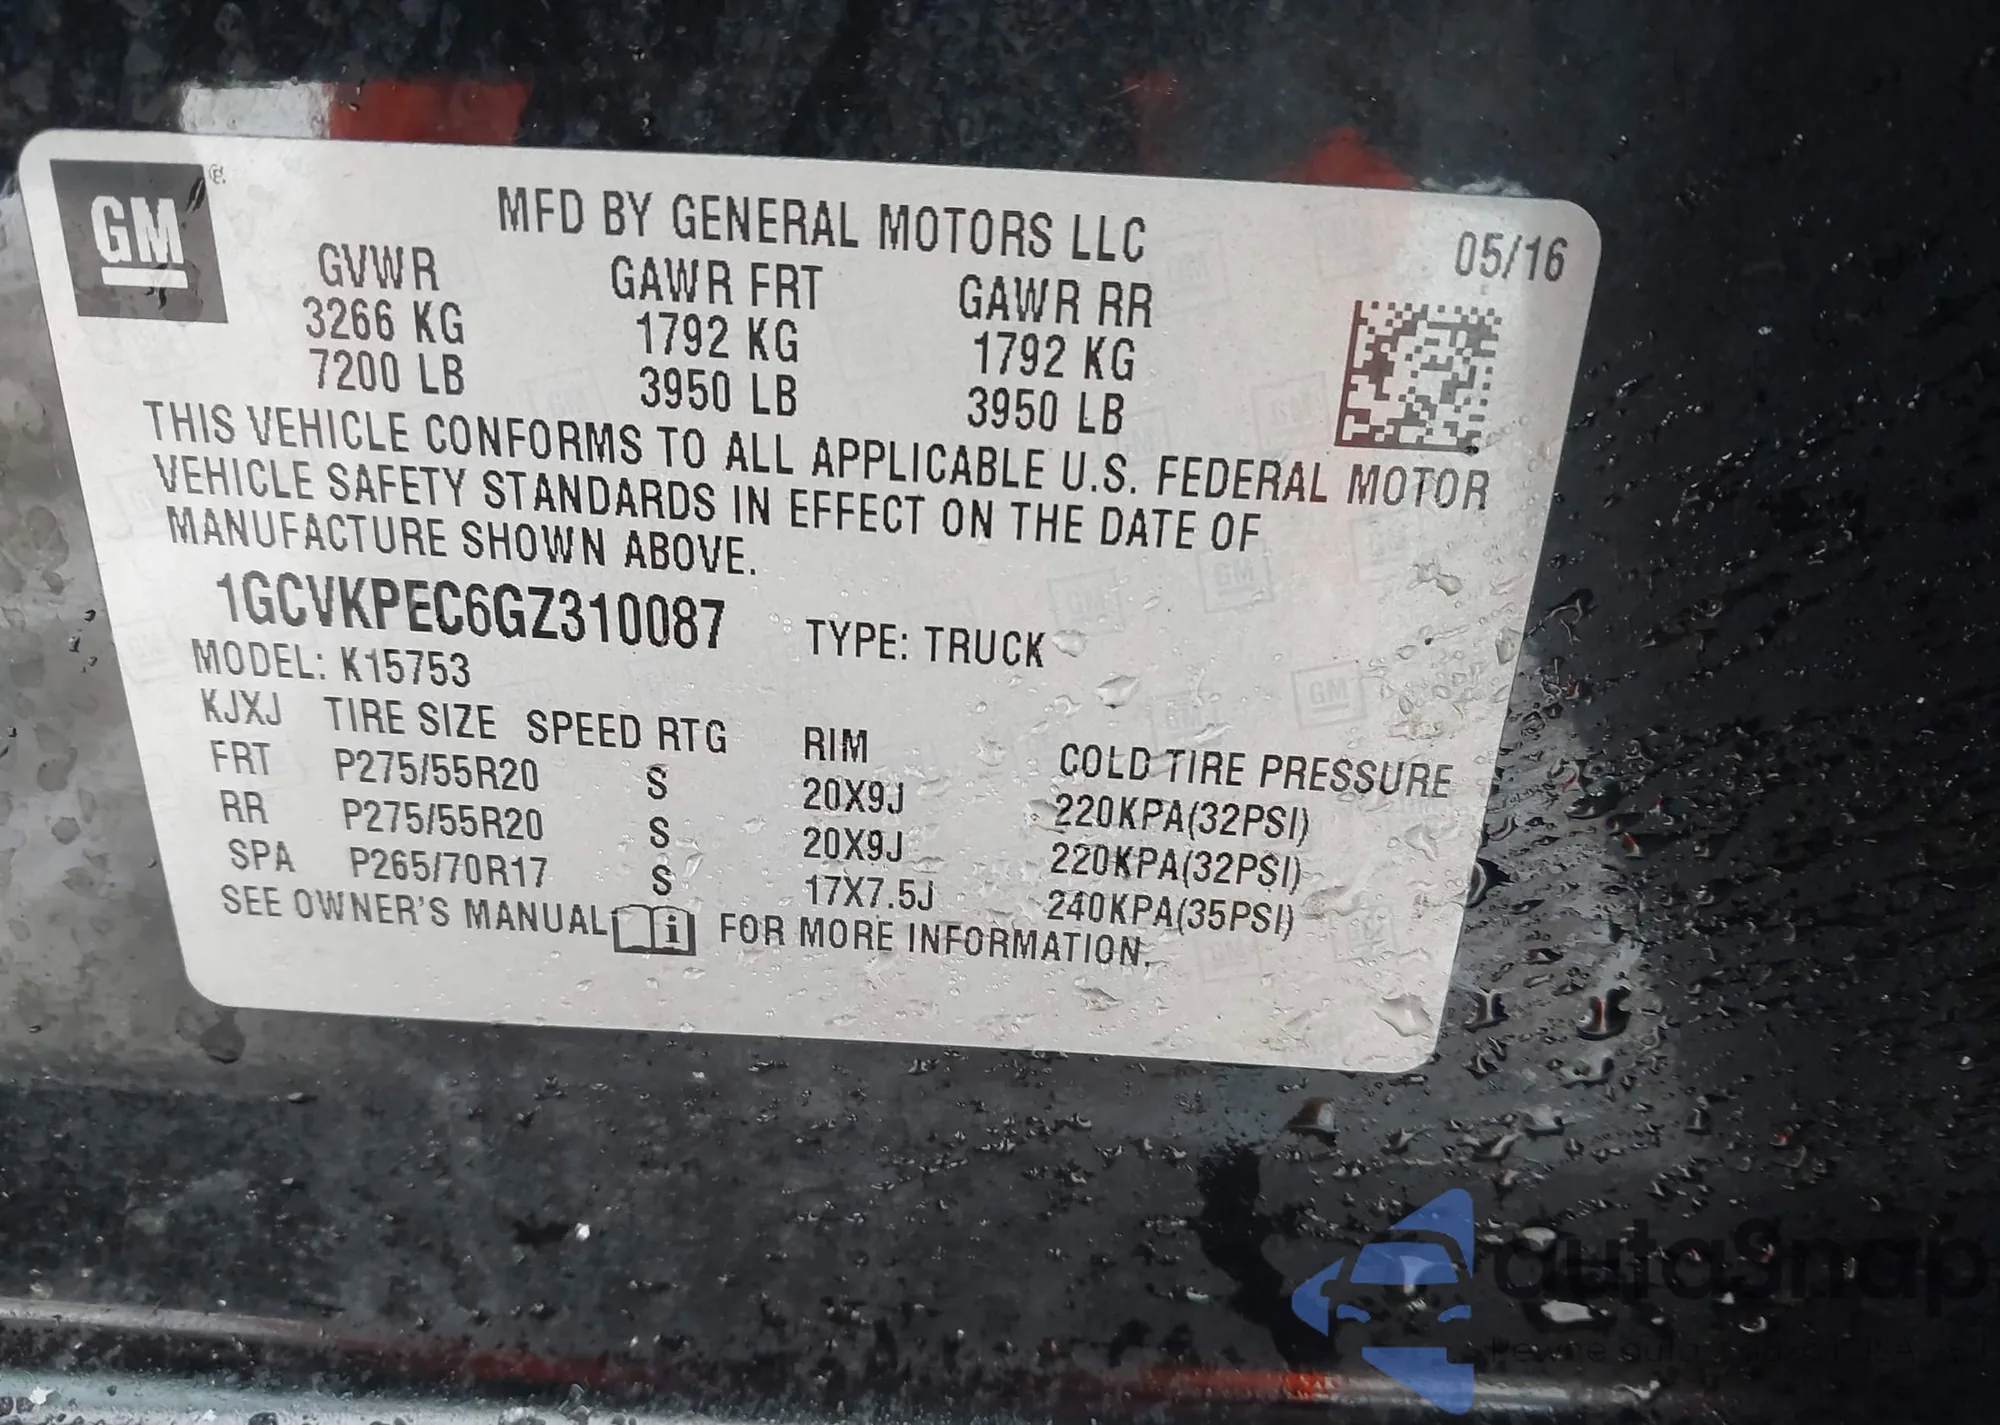 GM
MFD BY GENERAL MOTORS LLC
05/16
GVWR GAWR FRT GAWR RR
3266 KG 1792 KG 1792 KG
7200 LB 3950 LB 3950 LB
THIS VEHICLE CONFORMS TO ALL APPLICABLE U.S. FEDERAL MOTOR
VEHICLE SAFETY STANDARDS IN EFFECT ON THE DATE OF
MANUFACTURE SHOWN ABOVE.
1GCVKPEC6GZ310087 TYPE: TRUCK
MODEL: K15753
KJXJ TIRE SIZE SPEED RTG RIM COLD TIRE PRESSURE
FRT P275/55R20 S 20X9J 220KPA(32PSI)
RR P275/55R20 S 20X9J 220KPA(32PSI)
SPA P265/70R17 S 17X7.5J 240KPA(35PSI)
SEE OWNER'S MANUAL FOR MORE INFORMATION.
autoSnap